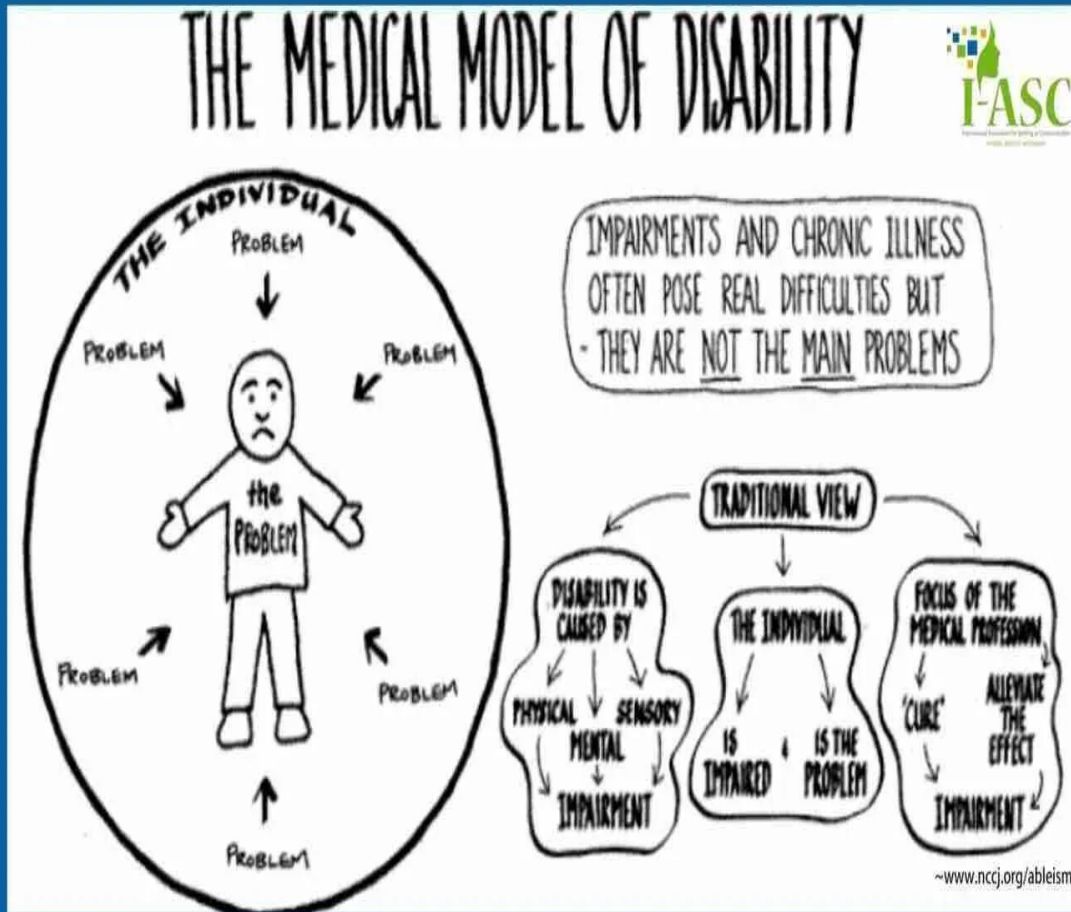 THE MEDICAL MODEL OF DISABILITY
I-ASC
THE INDIVIDUAL
PROBLEM
PROBLEM
PROBLEM
the
PROBLEM
PROBLEM
PROBLEM
PROBLEM
IMPAIRMENTS AND CHRONIC ILLNESS
OFTEN POSE REAL DIFFICULTIES BUT
- THEY ARE NOT THE MAIN PROBLEMS
TRADITIONAL VIEW
DISABILITY IS
CAUSED BY
PHYSICAL SENSORY
MENTAL
IMPAIRMENT
THE INDIVIDUAL
IS
IMPAIRED
&
IS THE
PROBLEM
FOCUS OF THE
MEDICAL PROFESSION
'CURE'
ALLEVIATE
THE
EFFECT
IMPAIRMENT
~www.nccj.org/ableism